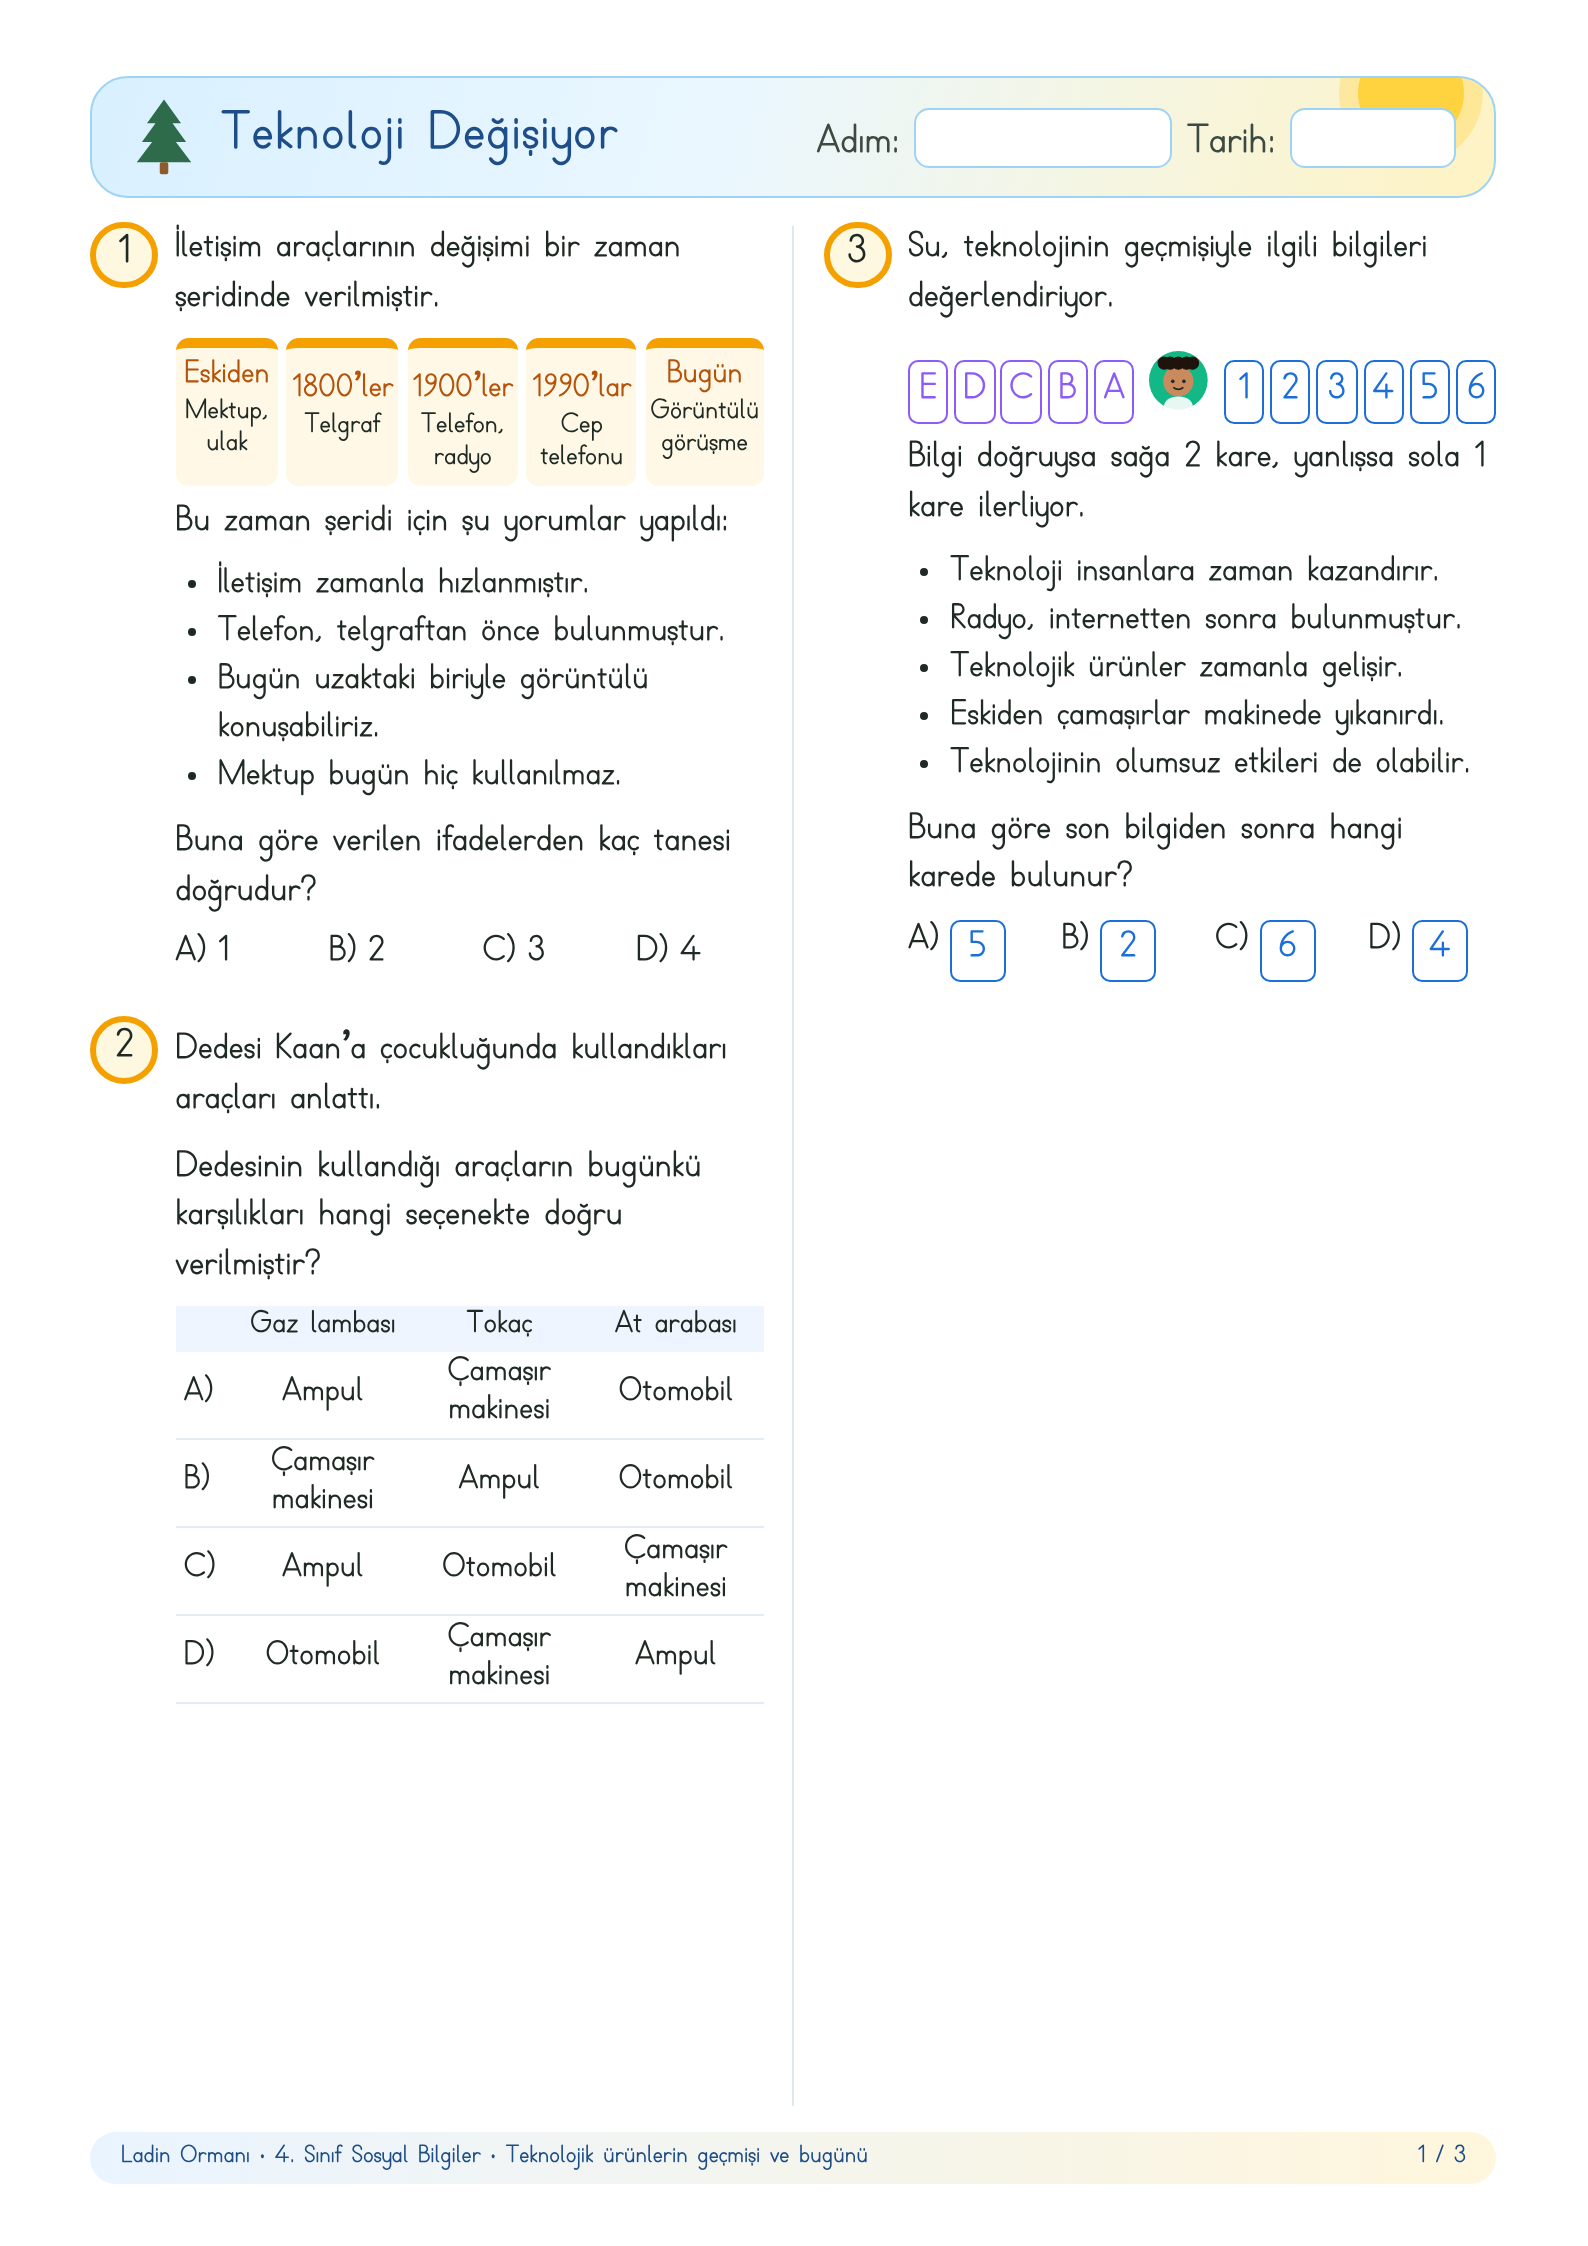 Teknoloji Değişiyor
Adım:
Tarih:
1
İletişim araçlarının değişimi bir zaman
şeridinde verilmiştir.
Eskiden
Mektup,
ulak
1800’ler
Telgraf
1900’ler
Telefon,
radyo
1990’lar
Cep
telefonu
Bugün
Görüntülü
görüşme
Bu zaman şeridi için şu yorumlar yapıldı:
• İletişim zamanla hızlanmıştır.
• Telefon, telgraftan önce bulunmuştur.
• Bugün uzaktaki biriyle görüntülü
konuşabiliriz.
• Mektup bugün hiç kullanılmaz.
Buna göre verilen ifadelerden kaç tanesi
doğrudur?
A) 1 B) 2 C) 3 D) 4
2
Dedesi Kaan’a çocukluğunda kullandıkları
araçları anlattı.
Dedesinin kullandığı araçların bugünkü
karşılıkları hangi seçenekte doğru
verilmiştir?
Gaz lambası Tokaç At arabası
A) Ampul Çamaşır makinesi Otomobil
B) Çamaşır makinesi Ampul Otomobil
C) Ampul Otomobil Çamaşır makinesi
D) Otomobil Çamaşır makinesi Ampul
3
Su, teknolojinin geçmişiyle ilgili bilgileri
değerlendiriyor.
E D C B A 1 2 3 4 5 6
Bilgi doğruysa sağa 2 kare, yanlışsa sola 1
kare ilerliyor.
• Teknoloji insanlara zaman kazandırır.
• Radyo, internetten sonra bulunmuştur.
• Teknolojik ürünler zamanla gelişir.
• Eskiden çamaşırlar makinede yıkanırdı.
• Teknolojinin olumsuz etkileri de olabilir.
Buna göre son bilgiden sonra hangi
karede bulunur?
A) 5 B) 2 C) 6 D) 4
Ladin Ormanı • 4. Sınıf Sosyal Bilgiler • Teknolojik ürünlerin geçmişi ve bugünü
1 / 3